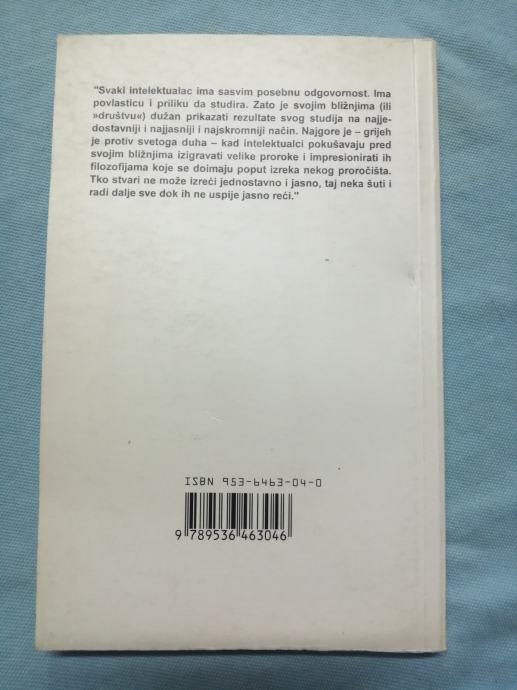 "Svaki intelektualac ima sasvim posebnu odgovornost. Ima
povlasticu i priliku da studira. Zato je svojim bližnjima (ili
»društvu«) dužan prikazati rezultate svog studija na najje-
dostavniji i najjasniji i najskromniji način. Najgore je – grijeh
je protiv svetoga duha – kad intelektualci pokušavaju pred
svojim bližnjima izigravati velike proroke i impresionirati ih
filozofijama koje se doimaju poput izreka nekog proročišta.
Tko stvari ne može izreći jednostavno i jasno, taj neka šuti i
radi dalje sve dok ih ne uspije jasno reći."
ISBN 953-6463-04-0
9 789536 463046